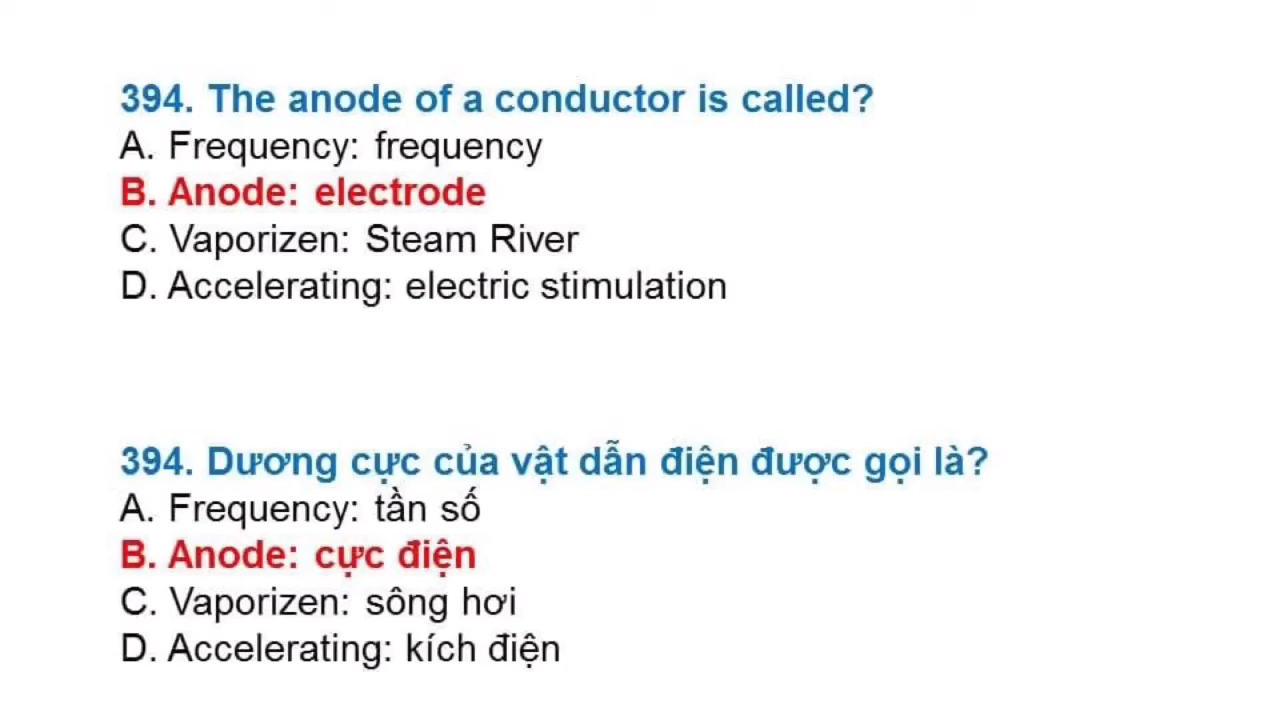 394. The anode of a conductor is called?
A. Frequency: frequency
B. Anode: electrode
C. Vaporizen: Steam River
D. Accelerating: electric stimulation
394. Dương cực của vật dẫn điện được gọi là?
A. Frequency: tần số
B. Anode: cực điện
C. Vaporizen: sông hơi
D. Accelerating: kích điện